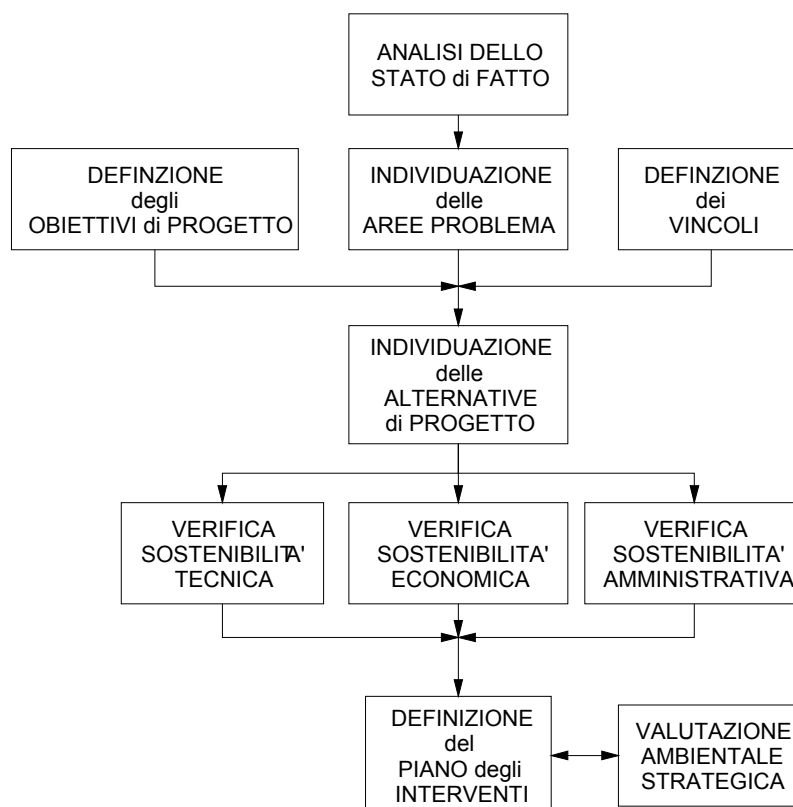 ANALISI DELLO
STATO di FATTO
DEFINZIONE
degli
OBIETTIVI di PROGETTO
INDIVIDUAZIONE
delle
AREE PROBLEMA
DEFINZIONE
dei
VINCOLI
INDIVIDUAZIONE
delle
ALTERNATIVE
di PROGETTO
VERIFICA
SOSTENIBILITA'
TECNICA
VERIFICA
SOSTENIBILITA'
ECONOMICA
VERIFICA
SOSTENIBILITA'
AMMINISTRATIVA
DEFINIZIONE
del
PIANO degli
INTERVENTI
VALUTAZIONE
AMBIENTALE
STRATEGICA